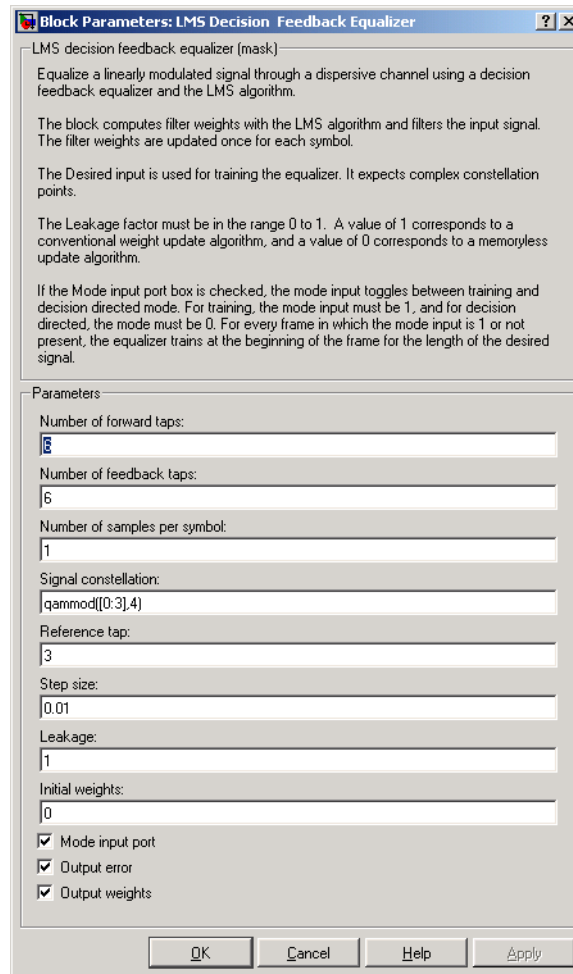 Block Parameters: LMS Decision Feedback Equalizer
LMS decision feedback equalizer (mask)
Equalize a linearly modulated signal through a dispersive channel using a decision
feedback equalizer and the LMS algorithm.
The block computes filter weights with the LMS algorithm and filters the input signal.
The filter weights are updated once for each symbol.
The Desired input is used for training the equalizer. It expects complex constellation
points.
The Leakage factor must be in the range 0 to 1. A value of 1 corresponds to a
conventional weight update algorithm, and a value of 0 corresponds to a memoryless
update algorithm.
If the Mode input port box is checked, the mode input toggles between training and
decision directed mode. For training, the mode input must be 1, and for decision
directed, the mode must be 0. For every frame in which the mode input is 1 or not
present, the equalizer trains at the beginning of the frame for the length of the desired
signal.
Parameters
Number of forward taps:
6
Number of feedback taps:
6
Number of samples per symbol:
1
Signal constellation:
qammod([0:3],4)
Reference tap:
3
Step size:
0.01
Leakage:
1
Initial weights:
0
Mode input port
Output error
Output weights
OK Cancel Help Apply